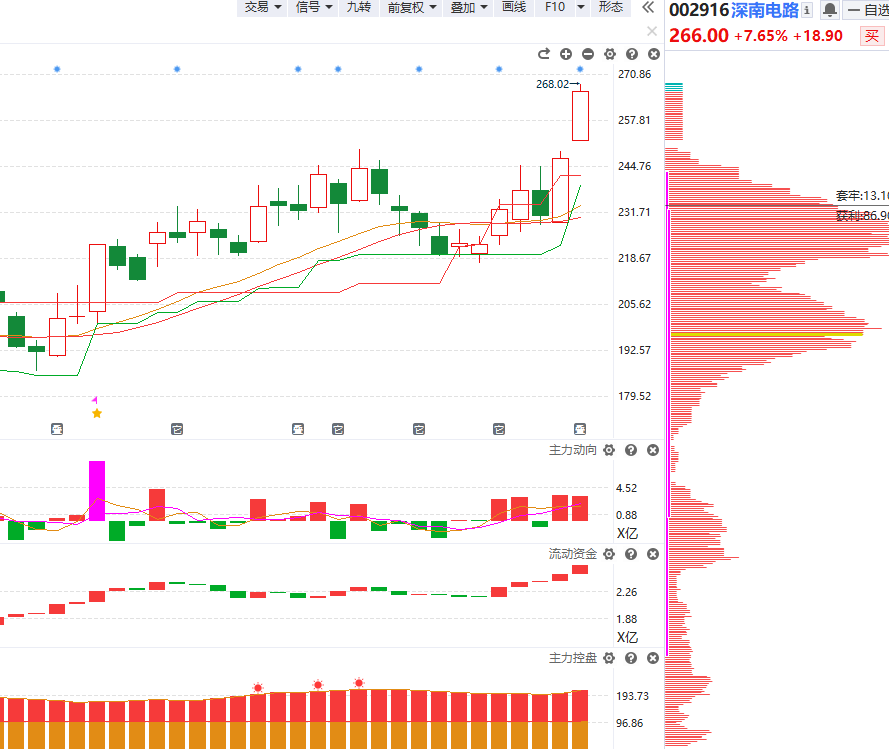 交易 信号 九转 前复权 叠加 画线 F10 形态
002916 深南电路 自选
266.00 +7.65% +18.90 买
268.02
270.86
257.81
244.76
231.71
218.67
205.62
192.57
179.52
套牢:13.10
获利:86.90
主力动向
4.52
0.88
X亿
流动资金
2.26
1.88
X亿
主力控盘
193.73
96.86